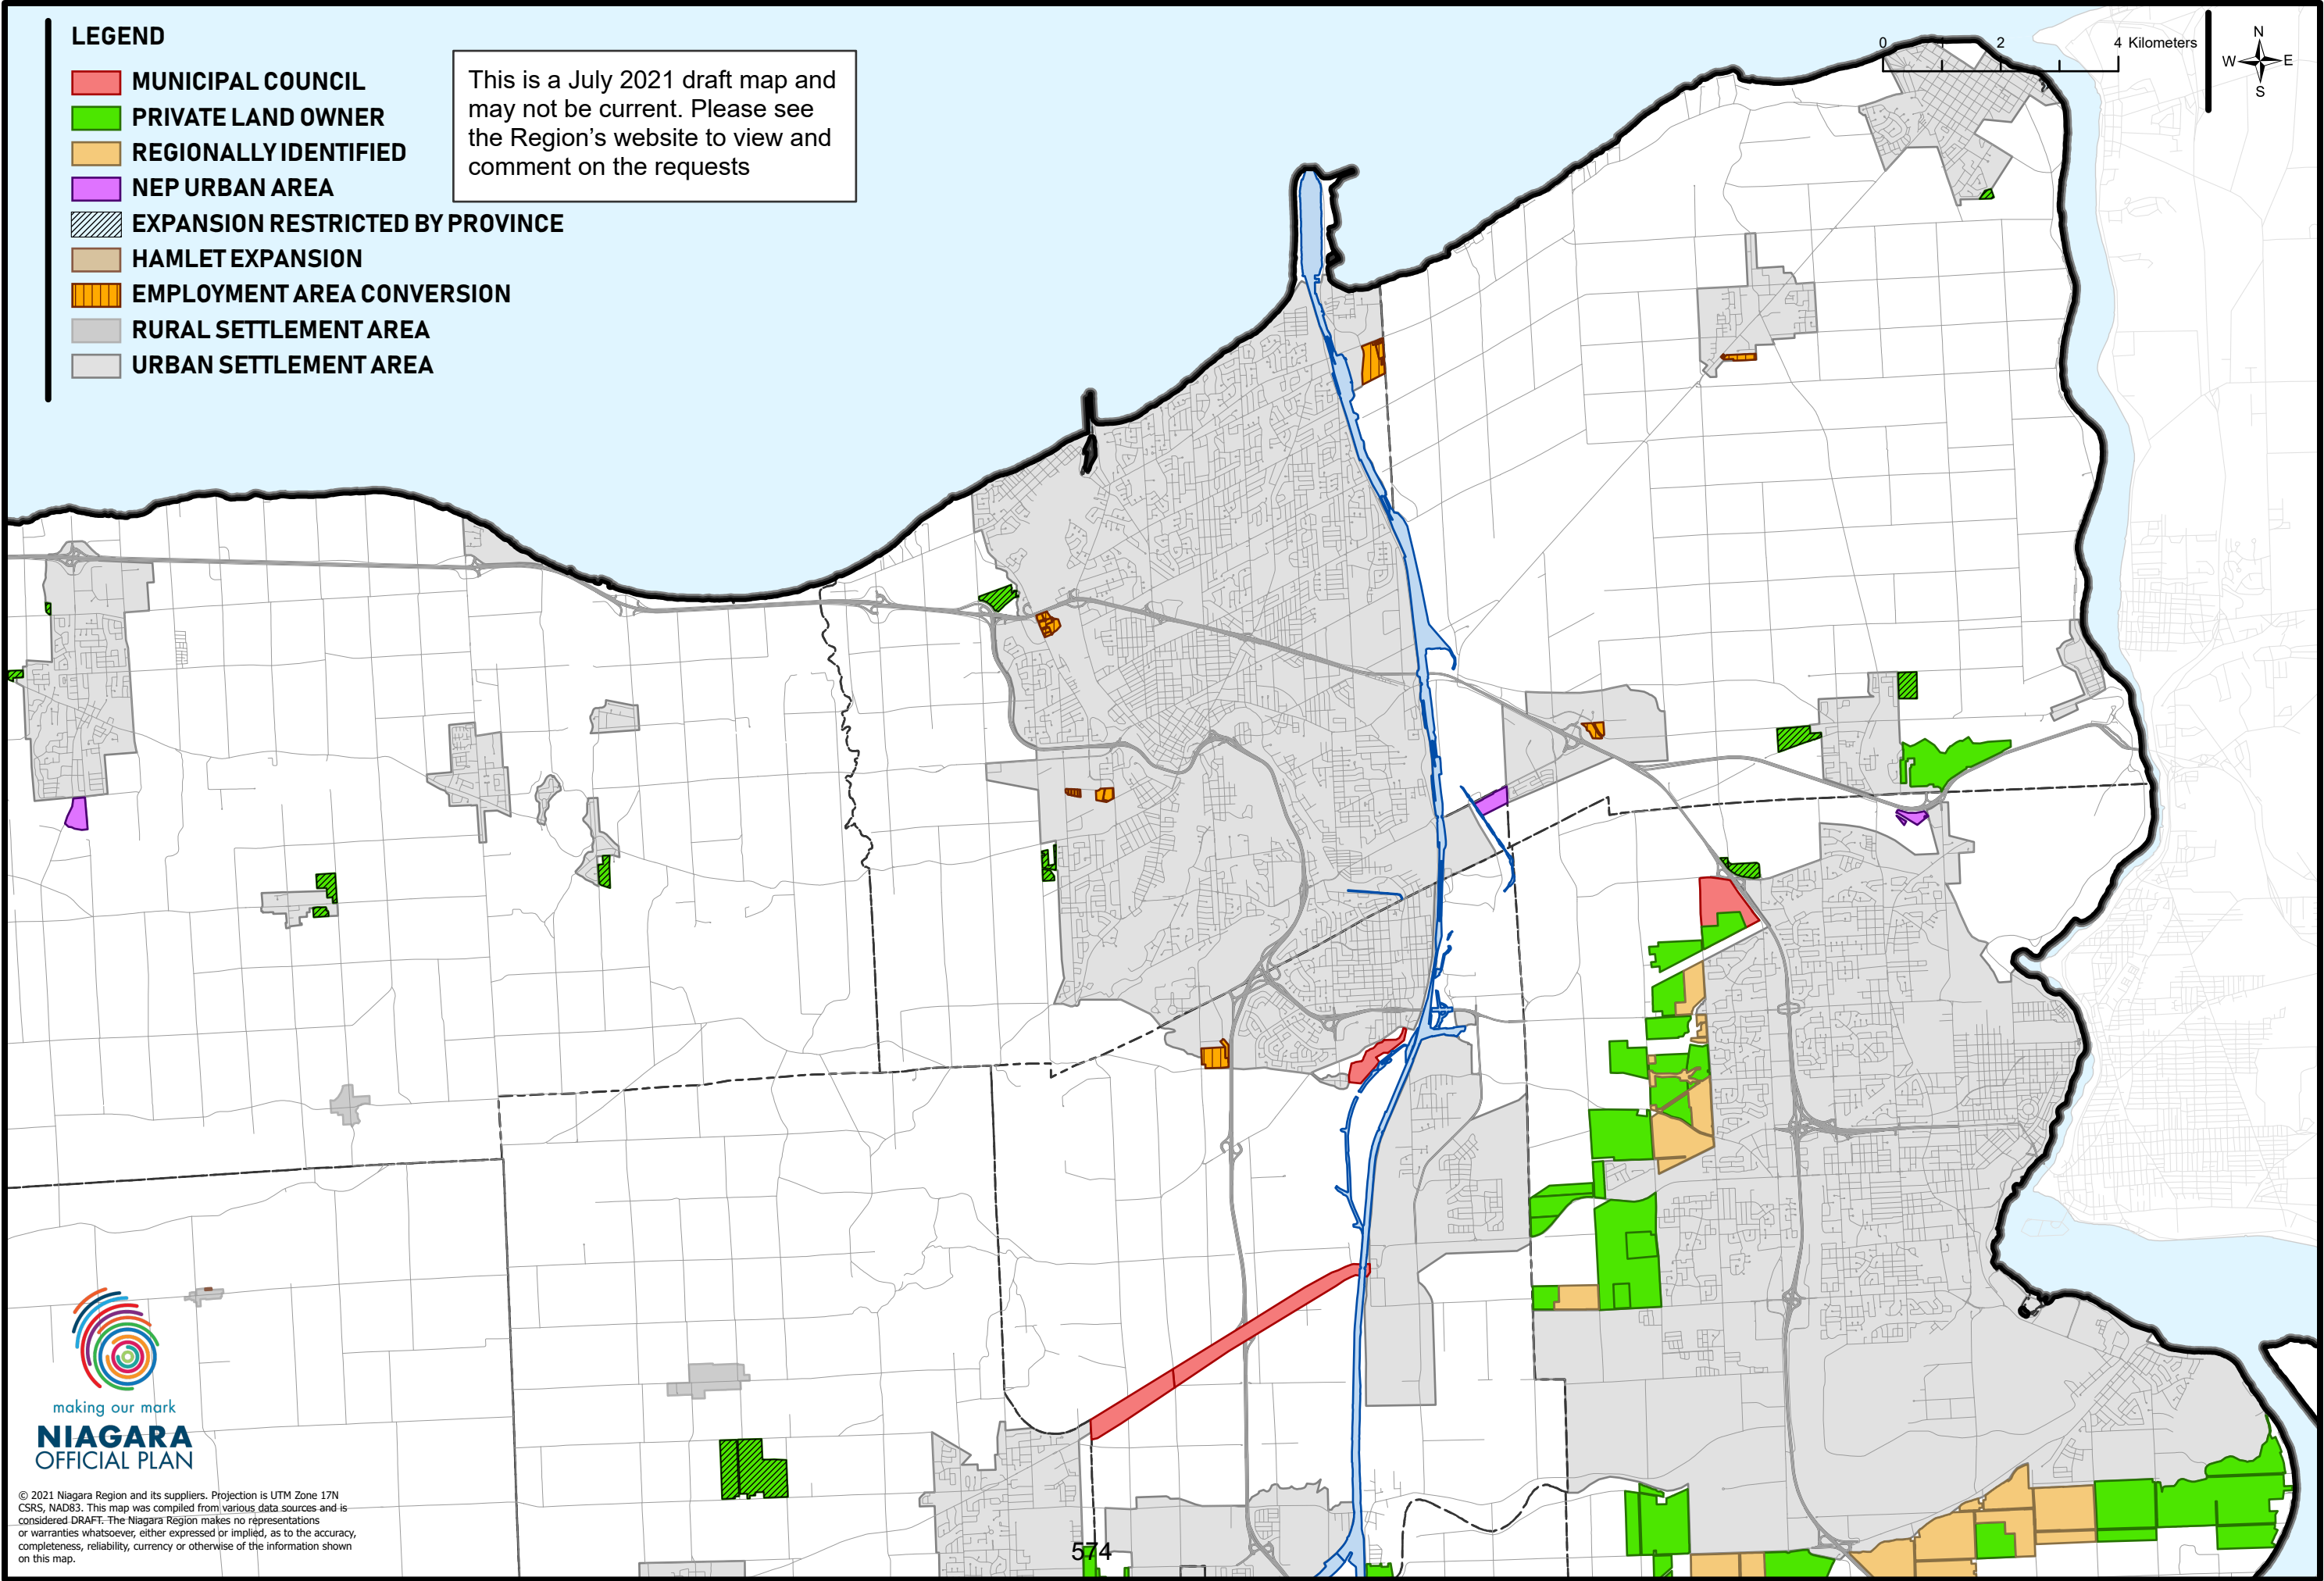 LEGEND
MUNICIPAL COUNCIL
PRIVATE LAND OWNER
REGIONALLY IDENTIFIED
NEP URBAN AREA
EXPANSION RESTRICTED BY PROVINCE
HAMLET EXPANSION
EMPLOYMENT AREA CONVERSION
RURAL SETTLEMENT AREA
URBAN SETTLEMENT AREA
This is a July 2021 draft map and
may not be current. Please see
the Region's website to view and
comment on the requests
0 2 4 Kilometers
N
W E
S
making our mark
NIAGARA
OFFICIAL PLAN
© 2021 Niagara Region and its suppliers. Projection is UTM Zone 17N
CSRS, NAD83. This map was compiled from various data sources and is
considered DRAFT. The Niagara Region makes no representations
or warranties whatsoever, either expressed or implied, as to the accuracy,
completeness, reliability, currency or otherwise of the information shown
on this map.
574